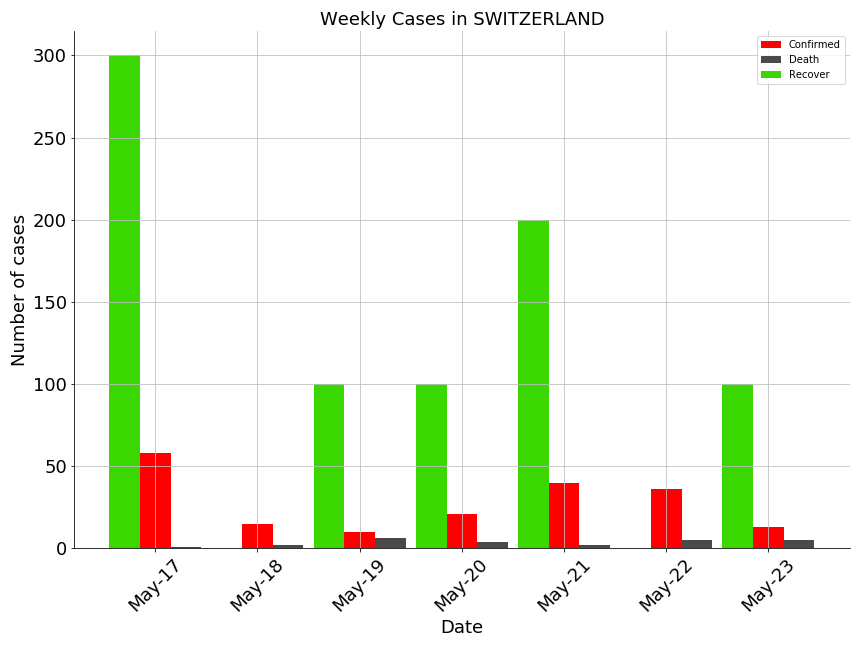 Weekly Cases in SWITZERLAND
Confirmed
Death
Recover
Number of cases
300
250
200
150
100
50
0
May-17
May-18
May-19
May-20
May-21
May-22
May-23
Date